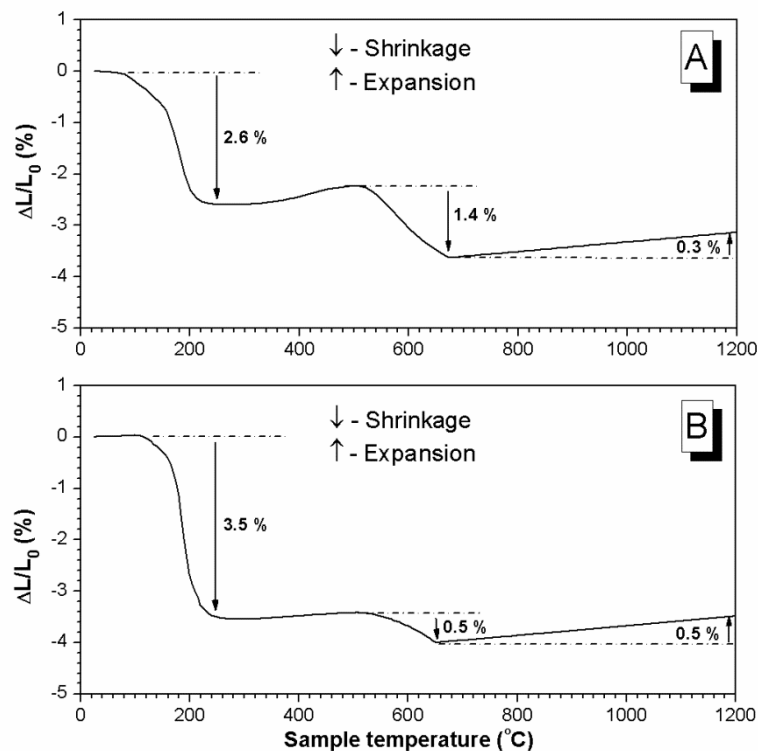 1
↓ - Shrinkage
A
0
↑ - Expansion
-1
2.6 %
ΔL/L0 (%)
-2
1.4 %
-3
0.3 %
-4
-5
0 200 400 600 800 1000 1200
1
↓ - Shrinkage
B
0
↑ - Expansion
-1
3.5 %
ΔL/L0 (%)
-2
-3
0.5 %
0.5 %
-4
-5
0 200 400 600 800 1000 1200
Sample temperature (°C)